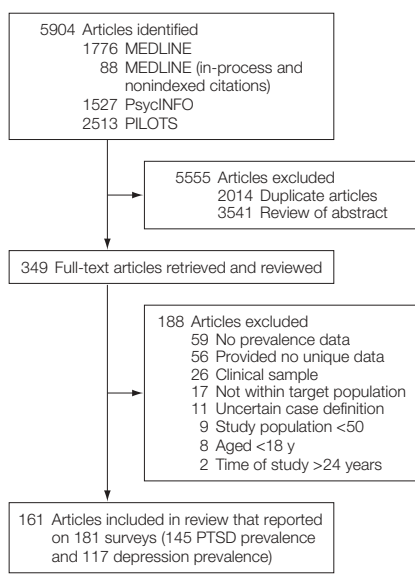 5904 Articles identified
1776 MEDLINE
88 MEDLINE (in-process and
nonindexed citations)
1527 PsycINFO
2513 PILOTS
5555 Articles excluded
2014 Duplicate articles
3541 Review of abstract
349 Full-text articles retrieved and reviewed
188 Articles excluded
59 No prevalence data
56 Provided no unique data
26 Clinical sample
17 Not within target population
11 Uncertain case definition
9 Study population <50
8 Aged <18 y
2 Time of study >24 years
161 Articles included in review that reported
on 181 surveys (145 PTSD prevalence
and 117 depression prevalence)